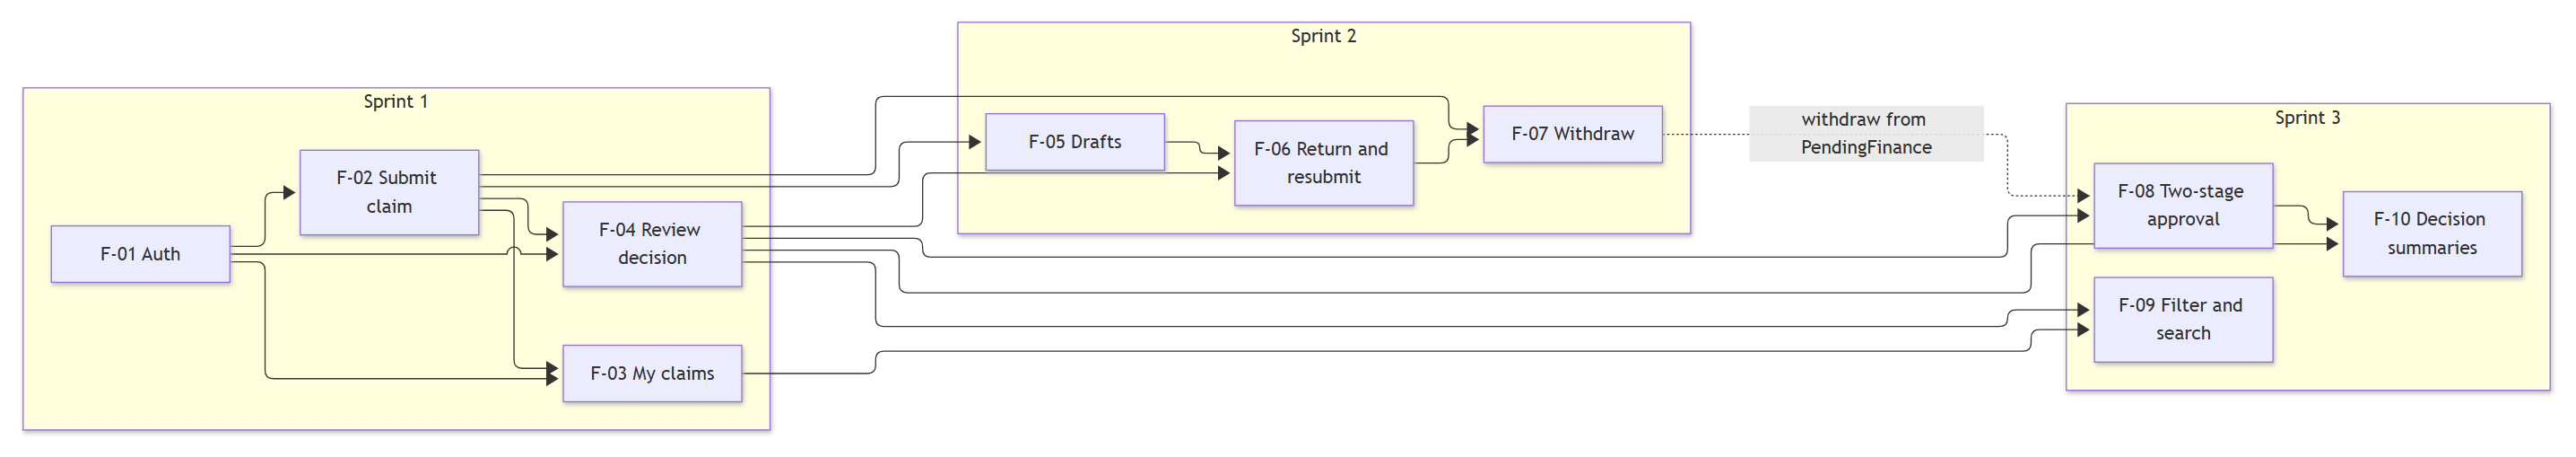 Sprint 1
F-01 Auth
F-02 Submit
claim
F-04 Review
decision
F-03 My claims
Sprint 2
F-05 Drafts
F-06 Return and
resubmit
F-07 Withdraw
withdraw from
PendingFinance
Sprint 3
F-08 Two-stage
approval
F-09 Filter and
search
F-10 Decision
summaries